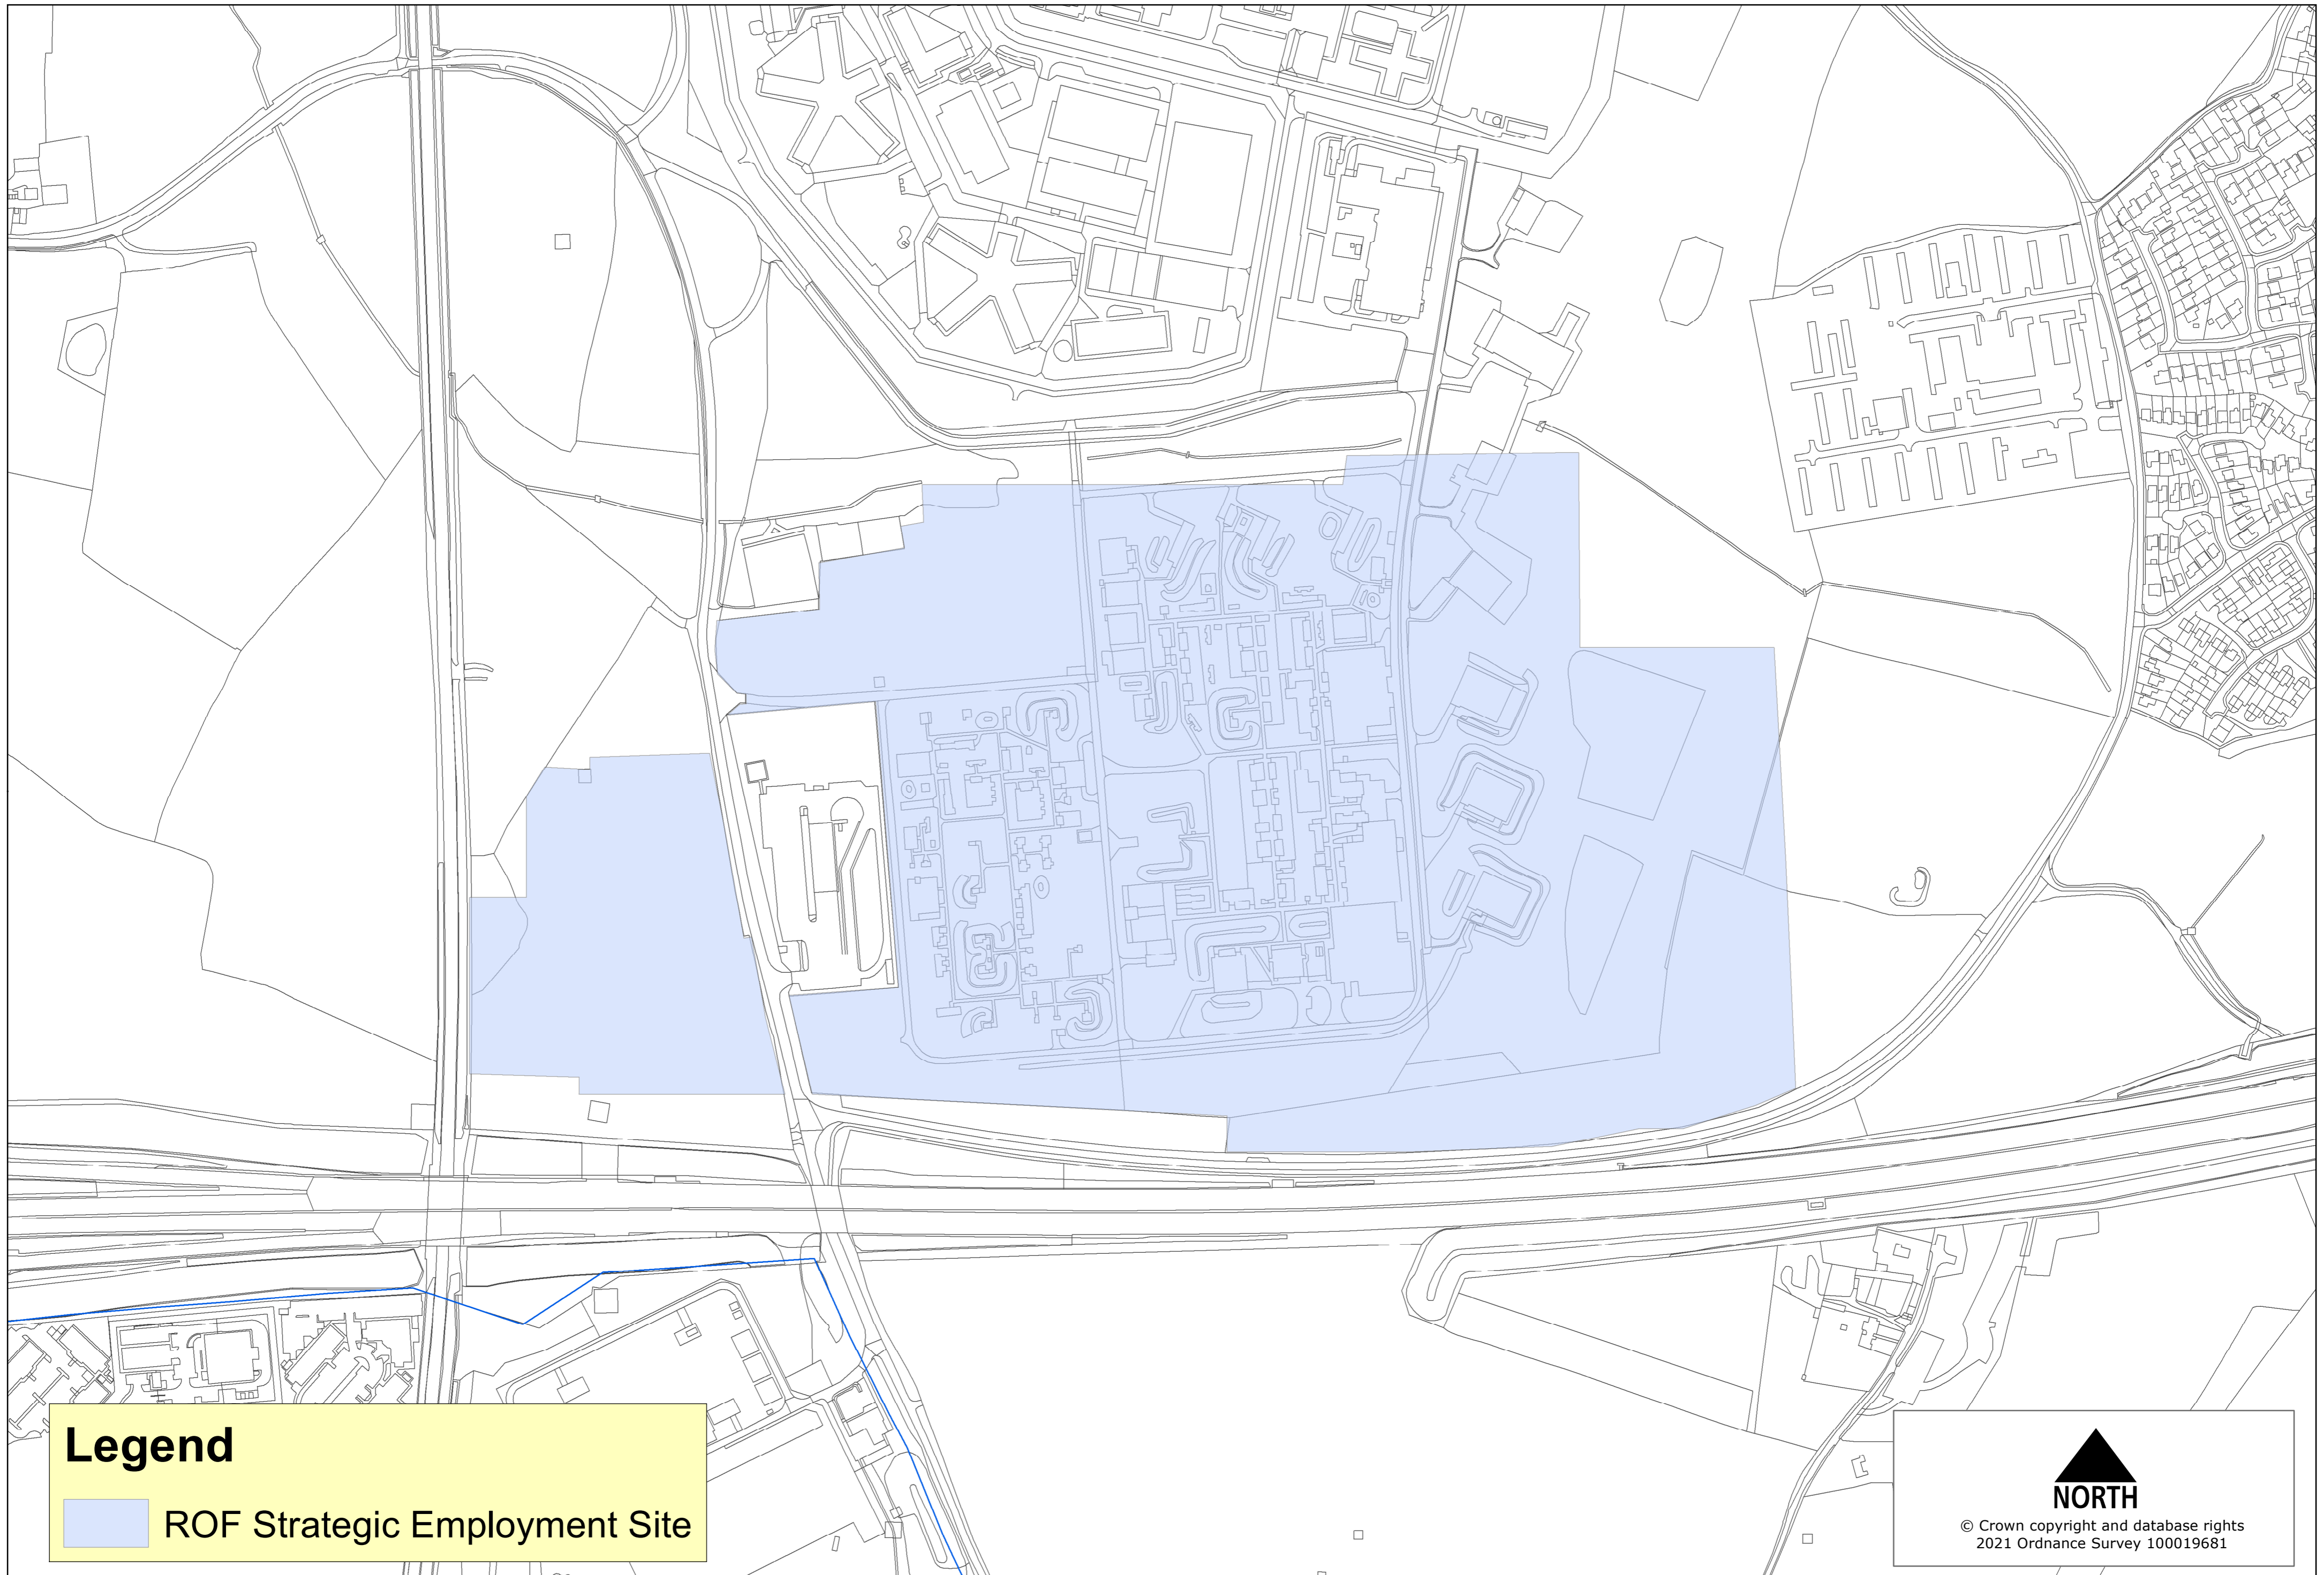 Legend
ROF Strategic Employment Site
NORTH
© Crown copyright and database rights
2021 Ordnance Survey 100019681